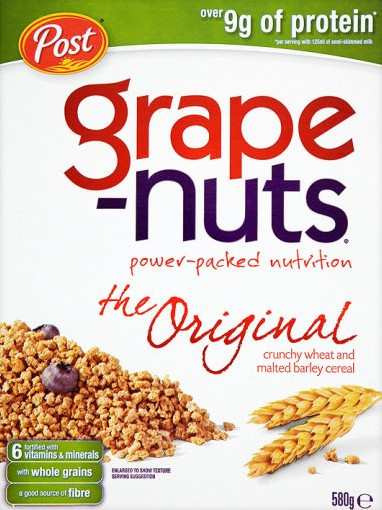 Post
over 9g of protein*
*per serving with 125ml of semi-skimmed milk
grape
-nuts®
power-packed nutrition
the Original
crunchy wheat and
malted barley cereal
6 fortified with
vitamins & minerals
with whole grains
a good source of fibre
ENLARGED TO SHOW TEXTURE
SERVING SUGGESTION
580g e